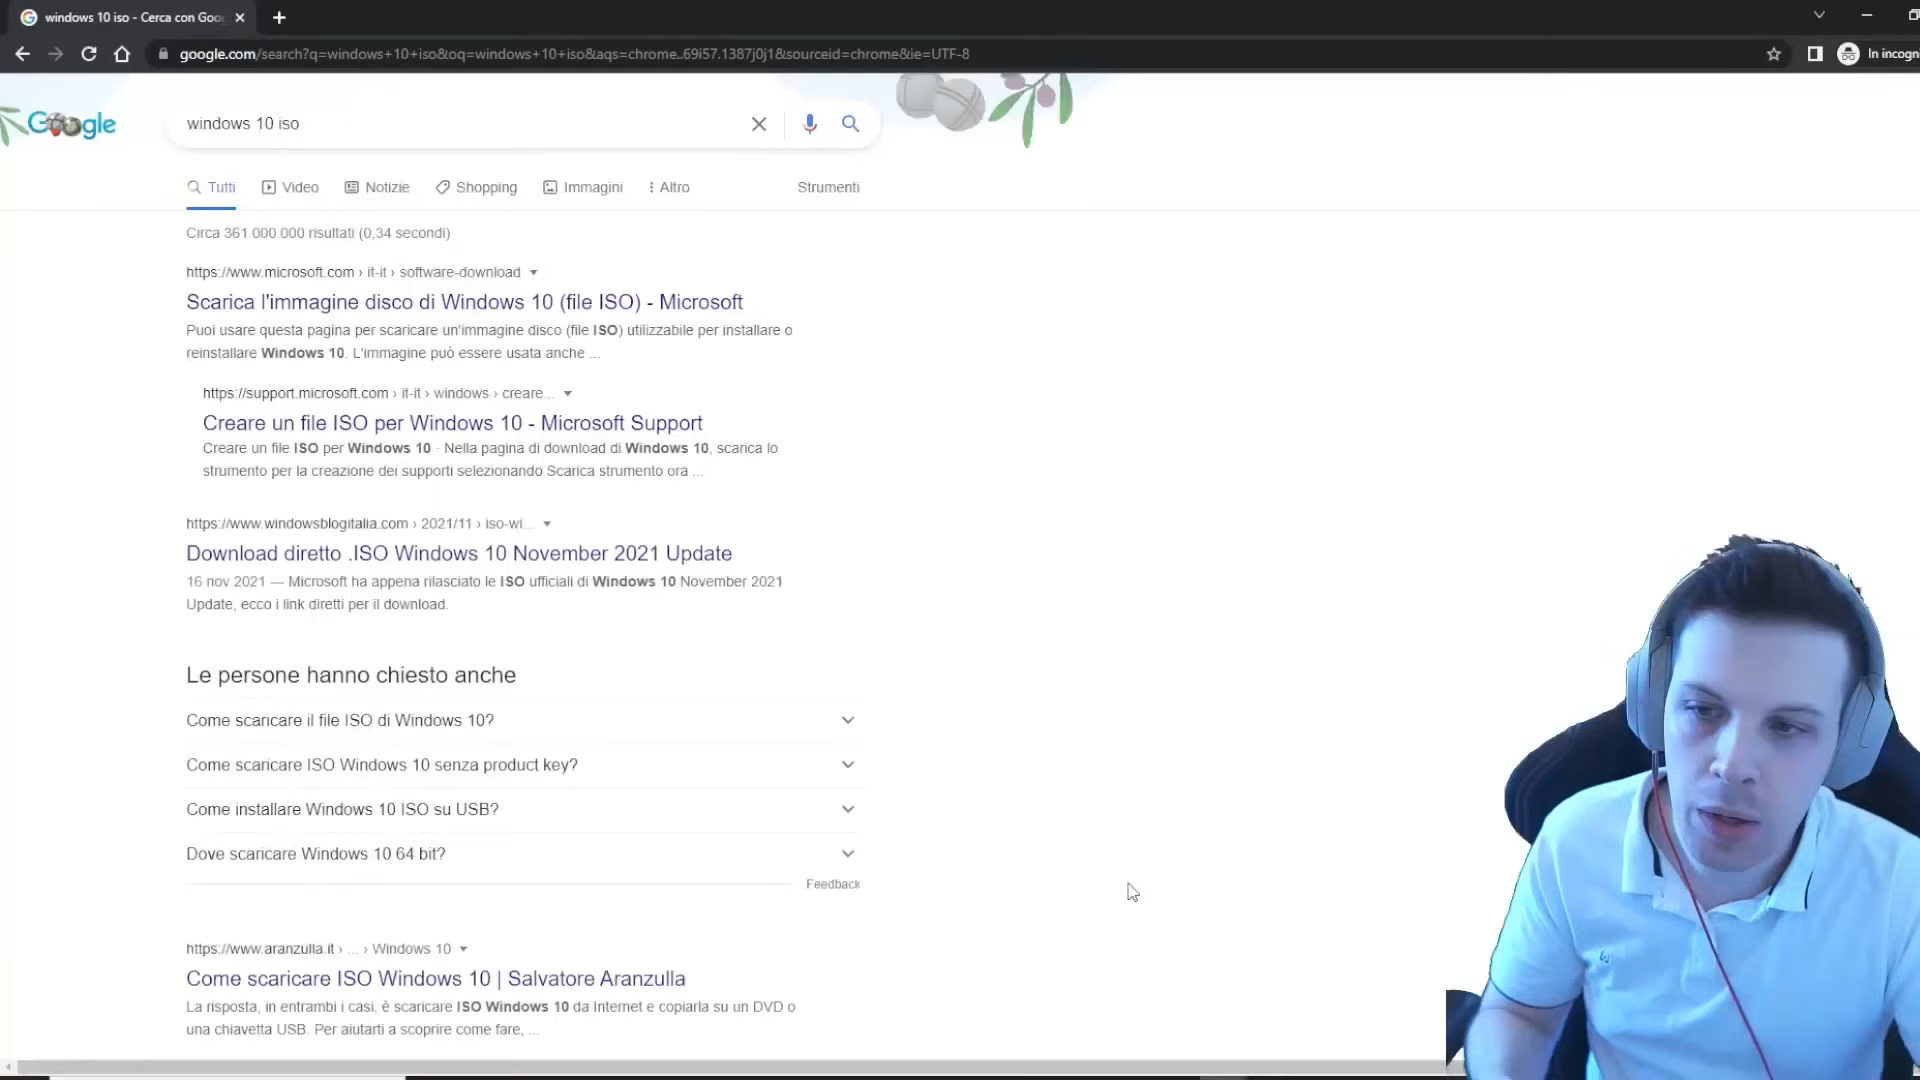 windows 10 iso - Cerca con Goo
google.com/search?q=windows+10+iso&oq=windows+10+iso&aqs=chrome..69i57.1387j0j1&sourceid=chrome&ie=UTF-8
In incogni
Google
windows 10 iso
Tutti
Video
Notizie
Shopping
Immagini
Altro
Strumenti
Circa 361.000.000 risultati (0,34 secondi)
https://www.microsoft.com › it-it › software-download
Scarica l'immagine disco di Windows 10 (file ISO) - Microsoft
Puoi usare questa pagina per scaricare un'immagine disco (file ISO) utilizzabile per installare o
reinstallare Windows 10. L'immagine può essere usata anche ...
https://support.microsoft.com › it-it › windows › creare...
Creare un file ISO per Windows 10 - Microsoft Support
Creare un file ISO per Windows 10 · Nella pagina di download di Windows 10, scarica lo
strumento per la creazione dei supporti selezionando Scarica strumento ora ...
https://www.windowsblogitalia.com › 2021/11 › iso-wi...
Download diretto .ISO Windows 10 November 2021 Update
16 nov 2021 — Microsoft ha appena rilasciato le ISO ufficiali di Windows 10 November 2021
Update, ecco i link diretti per il download.
Le persone hanno chiesto anche
Come scaricare il file ISO di Windows 10?
Come scaricare ISO Windows 10 senza product key?
Come installare Windows 10 ISO su USB?
Dove scaricare Windows 10 64 bit?
Feedback
https://www.aranzulla.it › ... › Windows 10
Come scaricare ISO Windows 10 | Salvatore Aranzulla
La risposta, in entrambi i casi, è scaricare ISO Windows 10 da Internet e copiarla su un DVD o
una chiavetta USB. Per aiutarti a scoprire come fare, ...